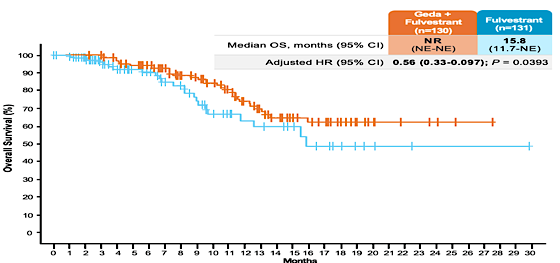 Geda +
Fulvestrant
(n=130)
Fulvestrant
(n=131)
Median OS, months (95% CI)
NR
(NE-NE)
15.8
(11.7-NE)
Adjusted HR (95% CI)
0.56 (0.33-0.097); P = 0.0393
Overall Survival (%)
100
90
80
70
60
50
40
30
20
10
0
0 1 2 3 4 5 6 7 8 9 10 11 12 13 14 15 16 17 18 19 20 21 22 23 24 25 26 27 28 29 30
Months